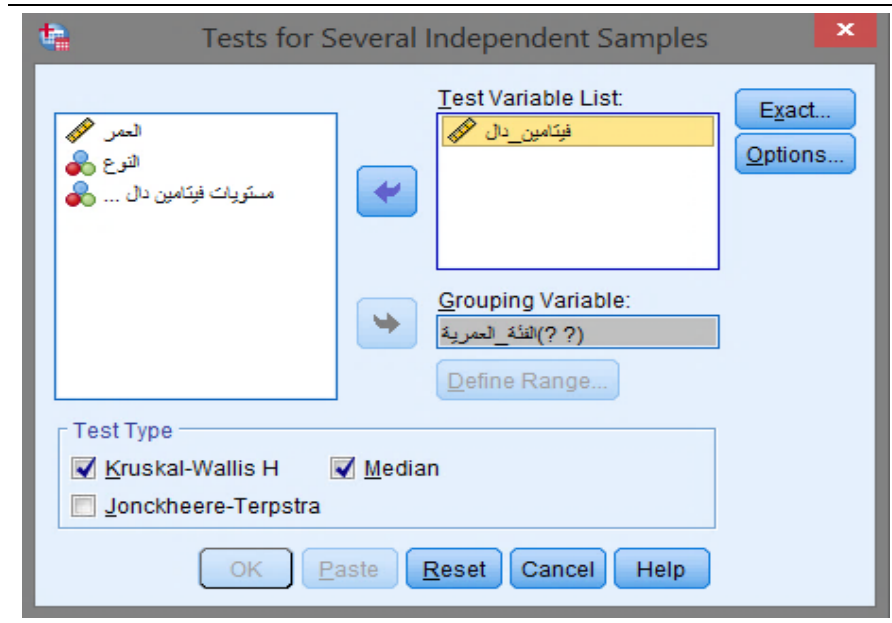 Tests for Several Independent Samples
x
Test Variable List:
العمر
النوع
مستويات فيتامين دال ...
فيتامين_دال
Exact...
Options...
Grouping Variable:
الفئة_العمرية(? ?)
Define Range...
Test Type
Kruskal-Wallis H
Median
Jonckheere-Terpstra
OK
Paste
Reset
Cancel
Help